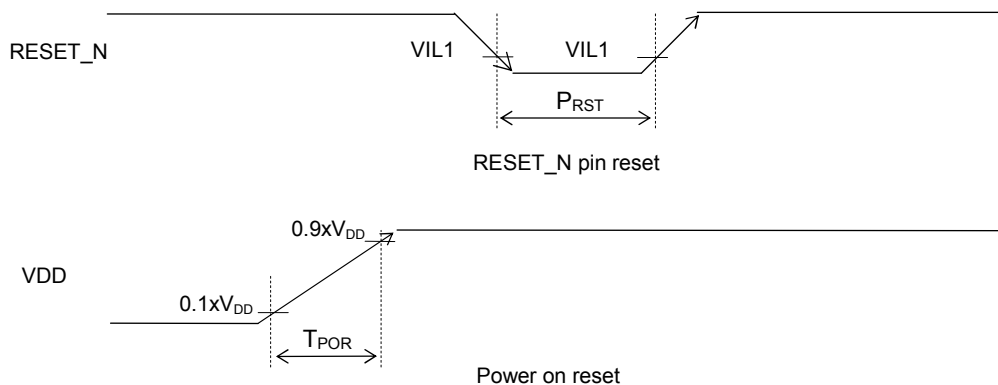 RESET_N
VIL1
VIL1
PRST
RESET_N pin reset
0.9xVDD
VDD
0.1xVDD
TPOR
Power on reset